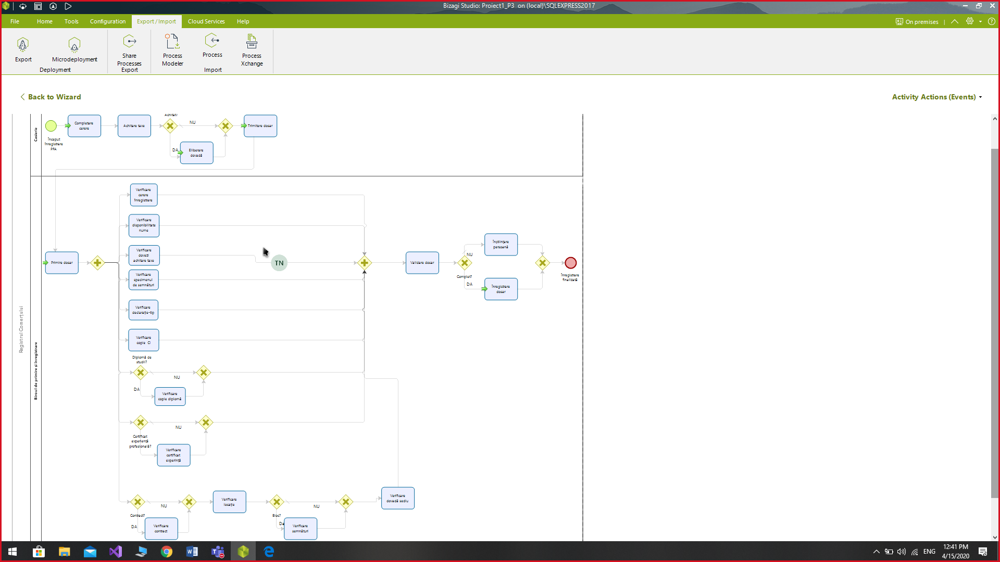 Bizagi Studio: Proiect1_P3 on (local)\SQLEXPRESS2017
File Home Tools Configuration Export / Import Cloud Services Help
On premises
Export
Microdeployment
Deployment
Share
Processes
Export
Process
Modeler
Process
Import
Process
Xchange
Back to Wizard
Activity Actions (Events)
Registrul Comerțului
Casierie
Început
înregistrare
PFA
Completare
cerere
Achitare taxe
Achitat?
NU
DA
Eliberare
dovadă
Trimitere dosar
Biroul de primire și înregistrare
Primire dosar
Verificare
cerere
înregistrare
Verificare
disponibilitate
nume
Verificare
dovezi
achitare taxe
TN
Verificare
specimenul
de semnături
Verificare
declarație-tip
Verificare
copie CI
Diplomă de
studii?
NU
DA
Verificare
copie diplomă
NU
Certificat
experiență
profesională?
Verificare
certificat
experință
NU
Contract?
DA
Verificare
contract
Verificare
locație
NU
Bloc?
Da
Verificare
semnături
Verificare
dovadă sediu
Validare dosar
NU
Complet?
DA
Înștiințare
persoană
Înregistrare
dosar
Înregistrare
finalizată
ENG
12:41 PM
4/15/2020